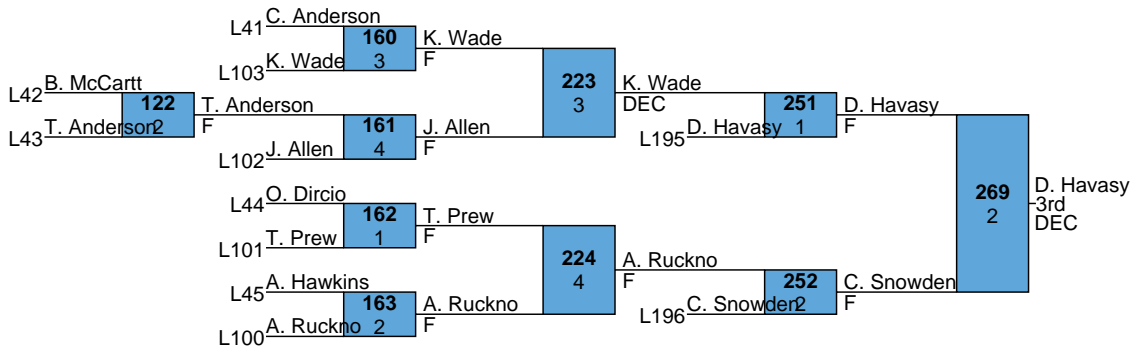 L41 C. Anderson
160
3
K. Wade
F
L103 K. Wade
L42 B. McCartt
122
2
T. Anderson
F
L43 T. Anderson
161
4
J. Allen
F
L102 J. Allen
223
3
K. Wade
DEC
251
1
D. Havasy
F
L195 D. Havasy
L44 O. Dircio
162
1
T. Prew
F
L101 T. Prew
L45 A. Hawkins
163
2
A. Ruckno
F
L100 A. Ruckno
224
4
A. Ruckno
F
252
2
C. Snowden
F
L196 C. Snowden
269
2
D. Havasy
3rd
DEC